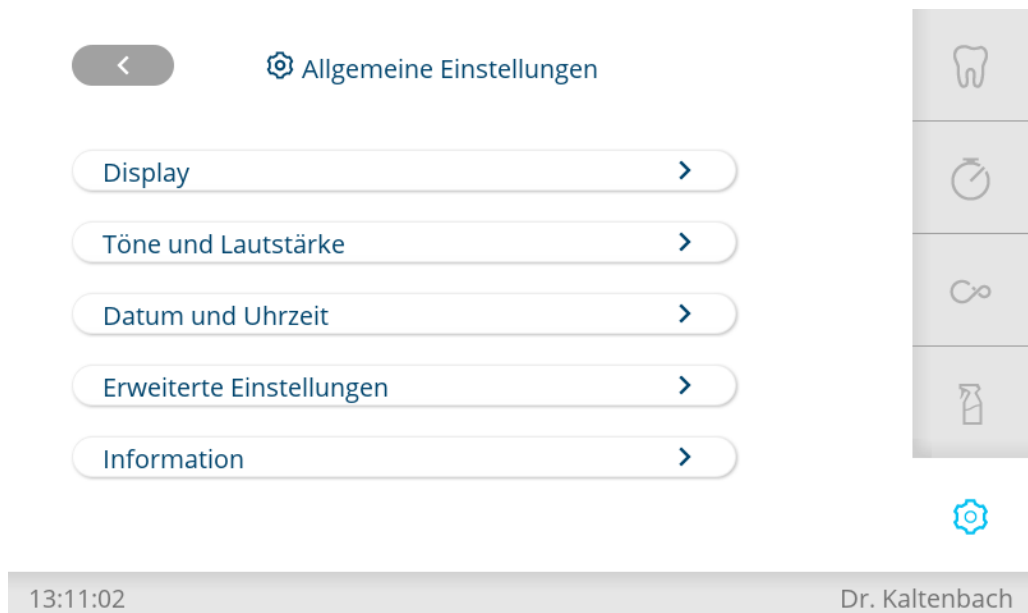 Allgemeine Einstellungen
Display
Töne und Lautstärke
Datum und Uhrzeit
Erweiterte Einstellungen
Information
13:11:02 Dr. Kaltenbach